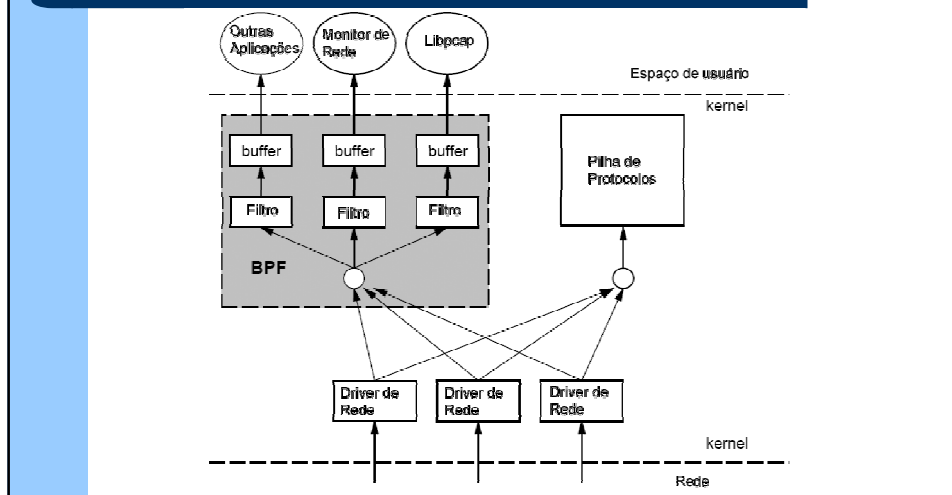 Outras
Aplicações
Monitor de
Rede
Libpcap
Espaço de usuário
kernel
buffer
buffer
buffer
Pilha de
Protocolos
Filtro
Filtro
Filtro
BPF
Driver de
Rede
Driver de
Rede
Driver de
Rede
kernel
Rede